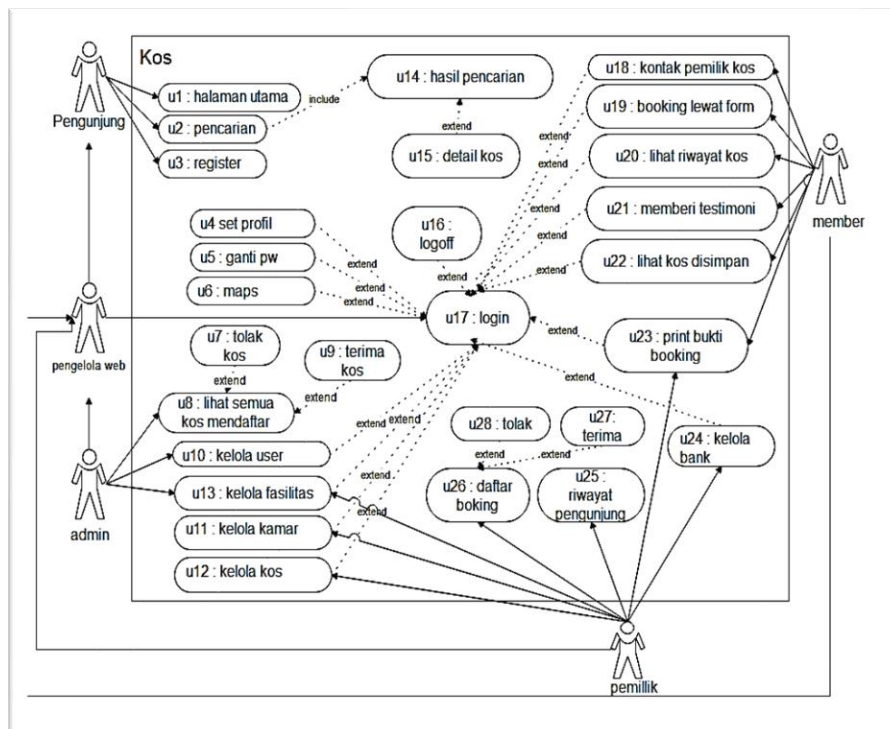 Kos
Pengunjung
u1 : halaman utama
u2 : pencarian
u3 : register
include
u14 : hasil pencarian
extend
u15 : detail kos
u18 : kontak pemilik kos
u19 : booking lewat form
u20 : lihat riwayat kos
u21 : memberi testimoni
u22 : lihat kos disimpan
member
extend
extend
extend
extend
extend
u4 set profil
u5 : ganti pw
u6 : maps
extend
extend
extend
u16 :
logoff
extend
u17 : login
pengelola web
u7 : tolak
kos
extend
u9 : terima
kos
extend
u8 : lihat semua
kos mendaftar
u10 : kelola user
u13 : kelola fasilitas
u11 : kelola kamar
u12 : kelola kos
extend
extend
extend
extend
admin
extend
u23 : print bukti
booking
extend
u24 : kelola
bank
u28 : tolak
extend
u27 :
terima
extend
u26 : daftar
boking
u25 :
riwayat
pengunjung
pemillik